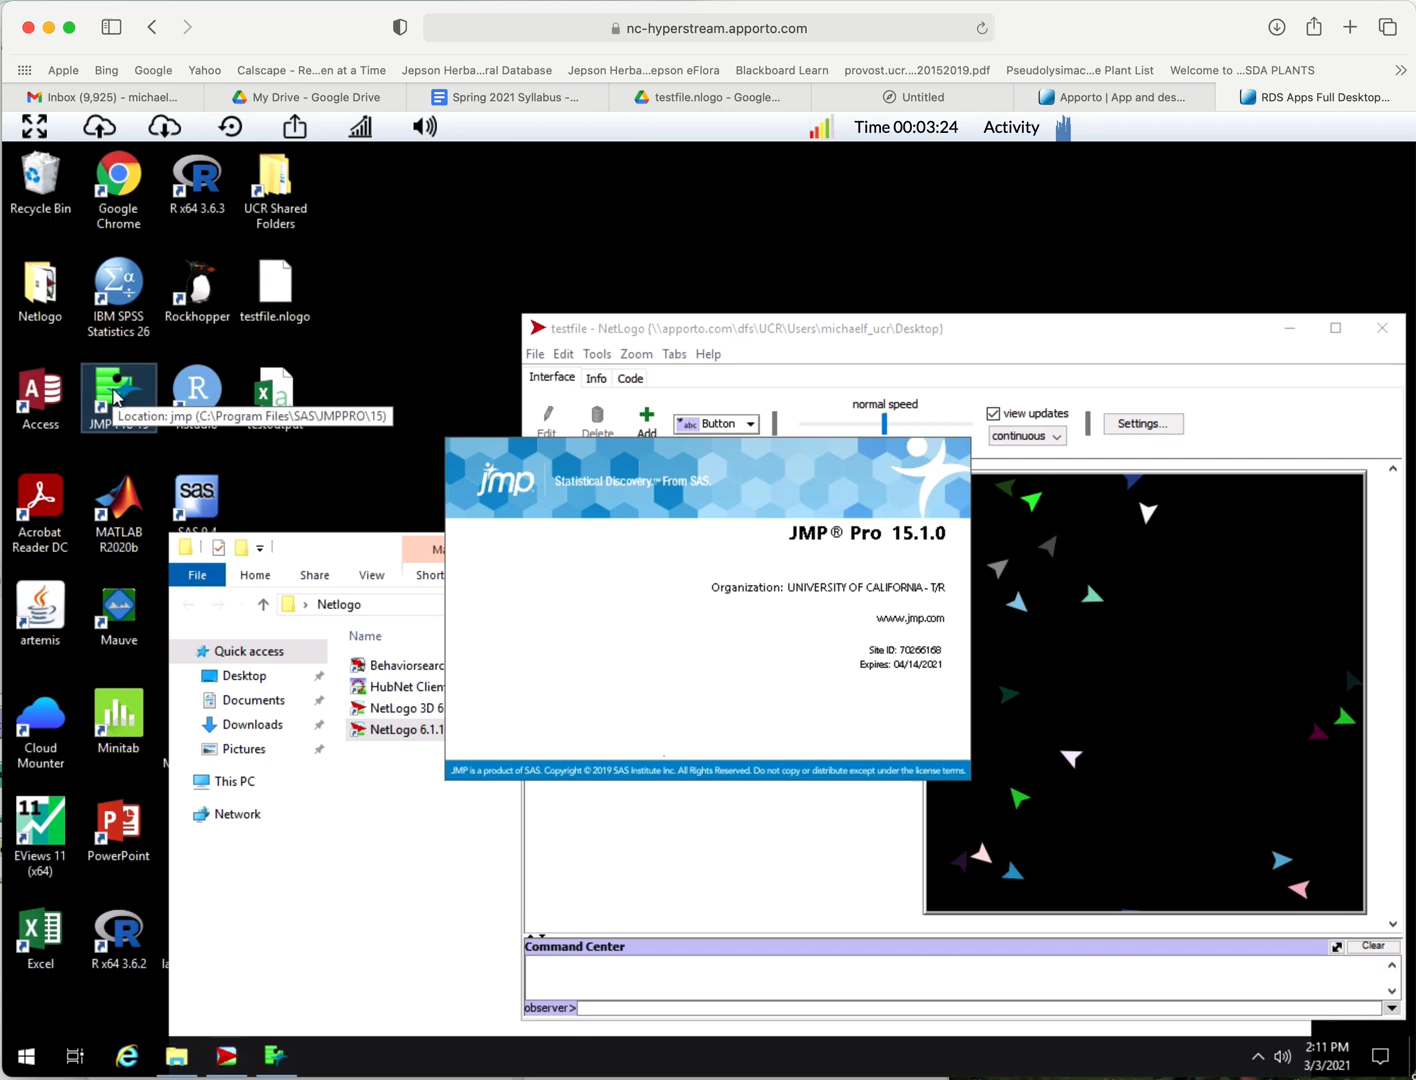 nc-hyperstream.apporto.com
Apple Bing Google Yahoo Calscape - Re...en at a Time Jepson Herba...ral Database Jepson Herba...epson eFlora Blackboard Learn provost.ucr....20152019.pdf Pseudolysimac...e Plant List Welcome to ...SDA PLANTS
Inbox (9,925) - michael... My Drive - Google Drive Spring 2021 Syllabus -... testfile.nlogo - Google... Untitled Apporto | App and des... RDS Apps Full Desktop...
Time 00:03:24 Activity
Recycle Bin
Google
Chrome
R x64 3.6.3
UCR Shared
Folders
Netlogo
IBM SPSS
Statistics 26
Rockhopper
testfile.nlogo
Access
Location: jmp (C:\Program Files\SAS\JMPPRO\15)
Acrobat
Reader DC
MATLAB
R2020b
sas
SAS 9.4
artemis
Mauve
Cloud
Mounter
Minitab
11
EViews 11
(x64)
PowerPoint
Excel
R x64 3.6.2
testfile - NetLogo {\\apporto.com\dfs\UCR\Users\michaelf_ucr\Desktop}
File Edit Tools Zoom Tabs Help
Interface Info Code
Edit Delete Add
abc Button
normal speed
view updates
continuous
Settings...
jmp Statistical Discovery.™ From SAS.
JMP® Pro 15.1.0
Organization: UNIVERSITY OF CALIFORNIA - T/R
www.jmp.com
Site ID: 70266168
Expires: 04/14/2021
JMP is a product of SAS. Copyright © 2019 SAS Institute Inc. All Rights Reserved. Do not copy or distribute except under the license terms.
File Home Share View Short
Netlogo
Quick access
Desktop
Documents
Downloads
Pictures
This PC
Network
Name
Behaviorsearc
HubNet Clien
NetLogo 3D 6
NetLogo 6.1.1
Command Center
Clear
observer>
2:11 PM
3/3/2021